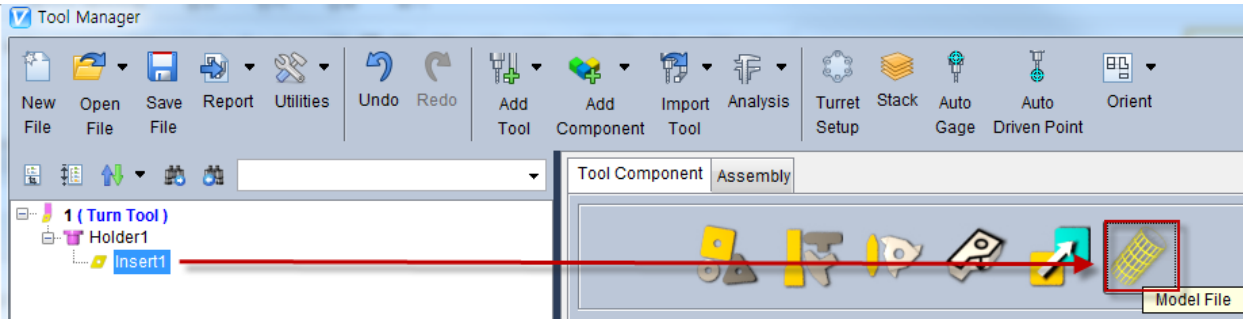 Tool Manager
New File
Open File
Save File
Report
Utilities
Undo
Redo
Add Tool
Add Component
Import Tool
Analysis
Turret Setup
Stack
Auto Gage
Auto Driven Point
Orient
Tool Component
Assembly
1 ( Turn Tool )
Holder1
Insert1
Model File